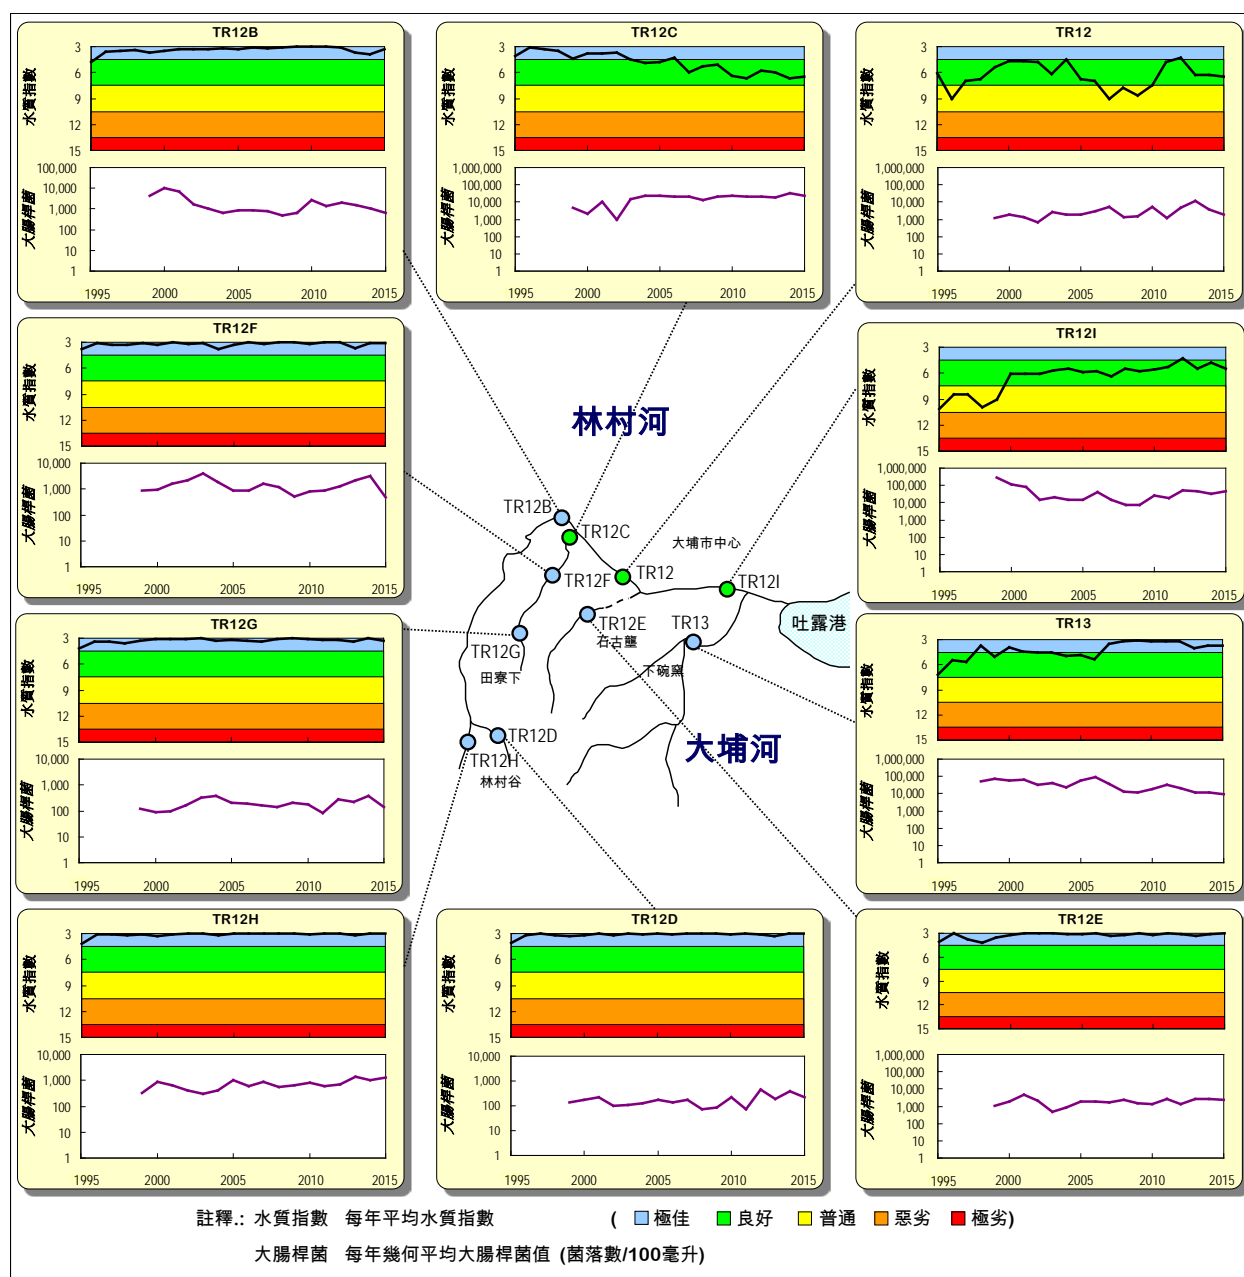 TR12B
水質指數
3
6
9
12
15
大腸桿菌
100,000
10,000
1,000
100
10
1
1995 2000 2005 2010 2015
TR12C
水質指數
3
6
9
12
15
大腸桿菌
1,000,000
100,000
10,000
1,000
100
10
1
1995 2000 2005 2010 2015
TR12
水質指數
3
6
9
12
15
大腸桿菌
1,000,000
100,000
10,000
1,000
100
10
1
1995 2000 2005 2010 2015
TR12F
水質指數
3
6
9
12
15
大腸桿菌
10,000
1,000
100
10
1
1995 2000 2005 2010 2015
TR12I
水質指數
3
6
9
12
15
大腸桿菌
1,000,000
100,000
10,000
1,000
100
10
1
1995 2000 2005 2010 2015
林村河
TR12B
TR12C
大埔市中心
TR12F
TR12
TR12I
TR12E
石古壟
TR13
吐露港
TR12G
田寮下
下碗窰
TR12D
大埔河
TR12H
林村谷
TR12G
水質指數
3
6
9
12
15
大腸桿菌
10,000
1,000
100
10
1
1995 2000 2005 2010 2015
TR13
水質指數
3
6
9
12
15
大腸桿菌
1,000,000
100,000
10,000
1,000
100
10
1
1995 2000 2005 2010 2015
TR12H
水質指數
3
6
9
12
15
大腸桿菌
10,000
1,000
100
10
1
1995 2000 2005 2010 2015
TR12D
水質指數
3
6
9
12
15
大腸桿菌
10,000
1,000
100
10
1
1995 2000 2005 2010 2015
TR12E
水質指數
3
6
9
12
15
大腸桿菌
1,000,000
100,000
10,000
1,000
100
10
1
1995 2000 2005 2010 2015
註釋.: 水質指數 每年平均水質指數 ( 極佳 良好 普通 惡劣 極劣)
大腸桿菌 每年幾何平均大腸桿菌值 (菌落數/100毫升)